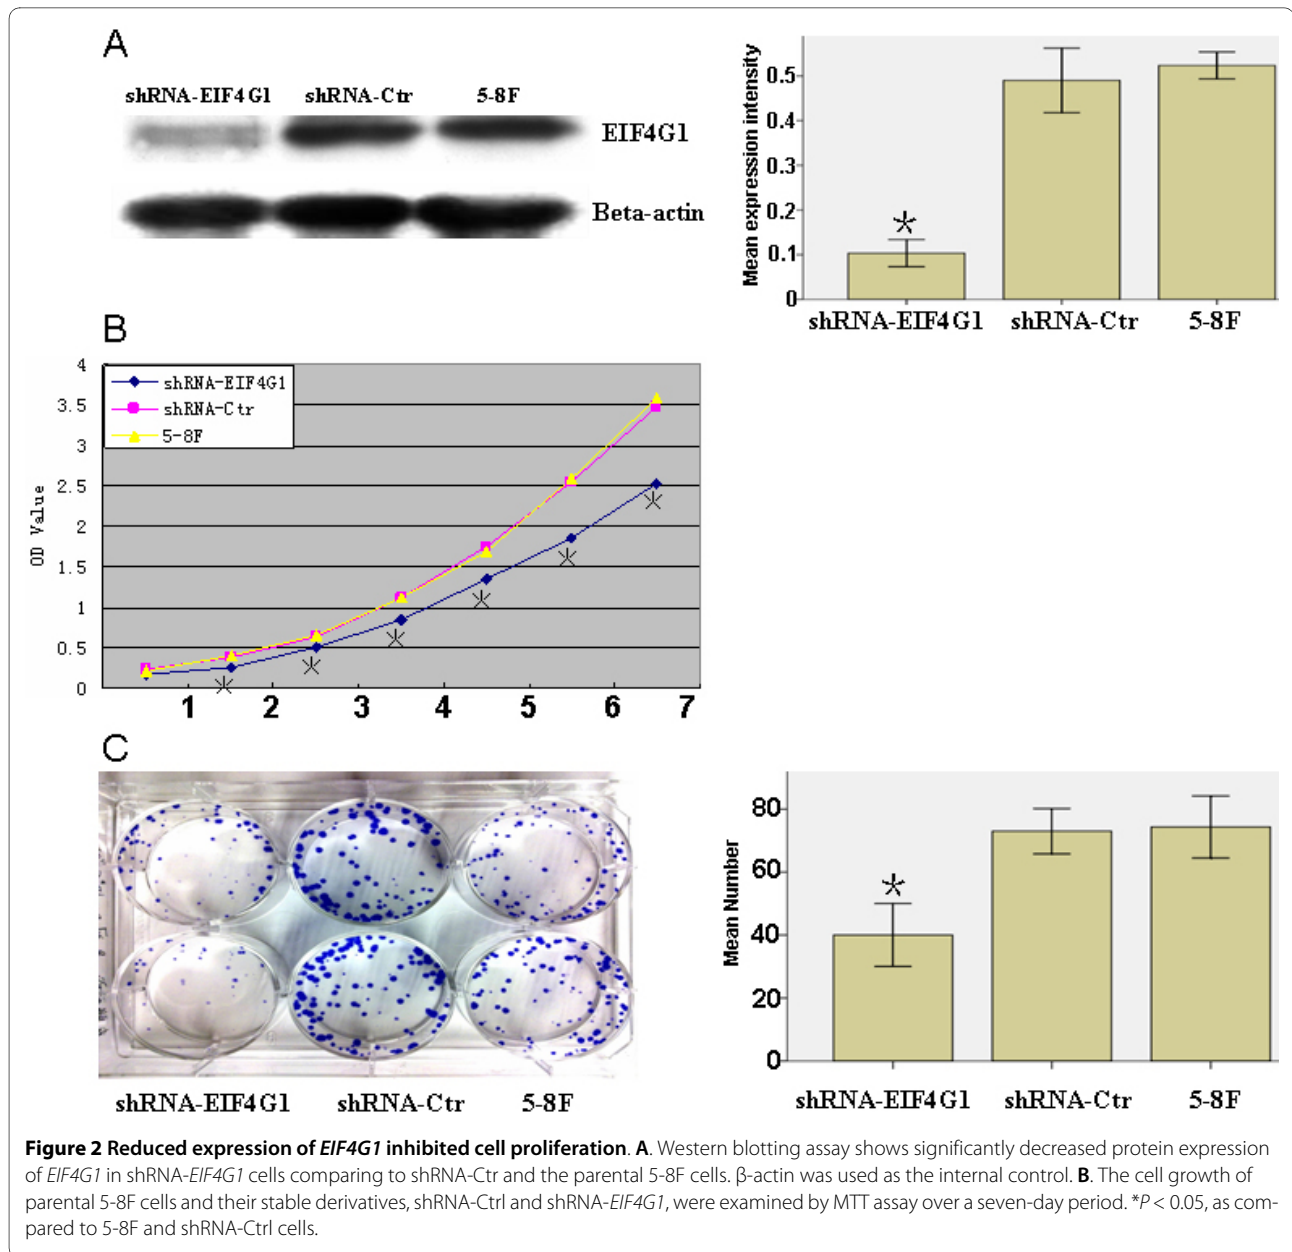 A
shRNA-EIF4G1 shRNA-Ctr 5-8F
EIF4G1
Beta-actin
Mean expression intensity
0.5
0.4
0.3
0.2
0.1
0
*
shRNA-EIF4G1 shRNA-Ctr 5-8F
B
OD Value
4
3.5
3
2.5
2
1.5
1
0.5
0
shRNA-EIF4G1
shRNA-Ctr
5-8F
* * * * * *
1 2 3 4 5 6 7
C
shRNA-EIF4G1 shRNA-Ctr 5-8F
Mean Number
80
60
40
20
0
*
shRNA-EIF4G1 shRNA-Ctr 5-8F
Figure 2 Reduced expression of EIF4G1 inhibited cell proliferation. A. Western blotting assay shows significantly decreased protein expression
of EIF4G1 in shRNA-EIF4G1 cells comparing to shRNA-Ctr and the parental 5-8F cells. β-actin was used as the internal control. B. The cell growth of
parental 5-8F cells and their stable derivatives, shRNA-Ctrl and shRNA-EIF4G1, were examined by MTT assay over a seven-day period. *P < 0.05, as com-
pared to 5-8F and shRNA-Ctrl cells.